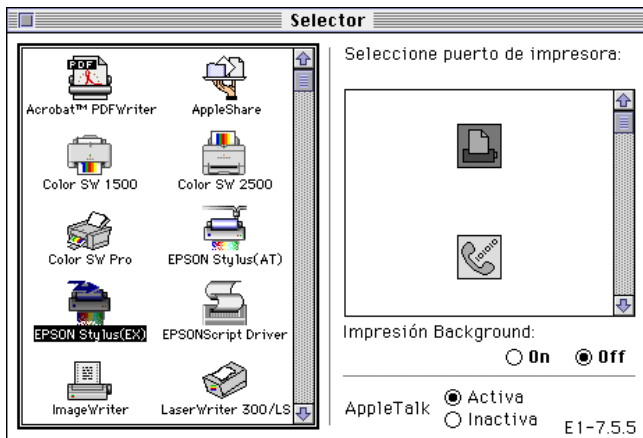 Selector
PDF
Acrobat™ PDFWriter
AppleShare
Color SW 1500
Color SW 2500
Color SW Pro
EPSON Stylus(AT)
EPSON Stylus(EX)
EPSONScript Driver
ImageWriter
LaserWriter 300/LS
Seleccione puerto de impresora:
Impresión Background:
On
Off
AppleTalk
Activa
Inactiva
E1-7.5.5